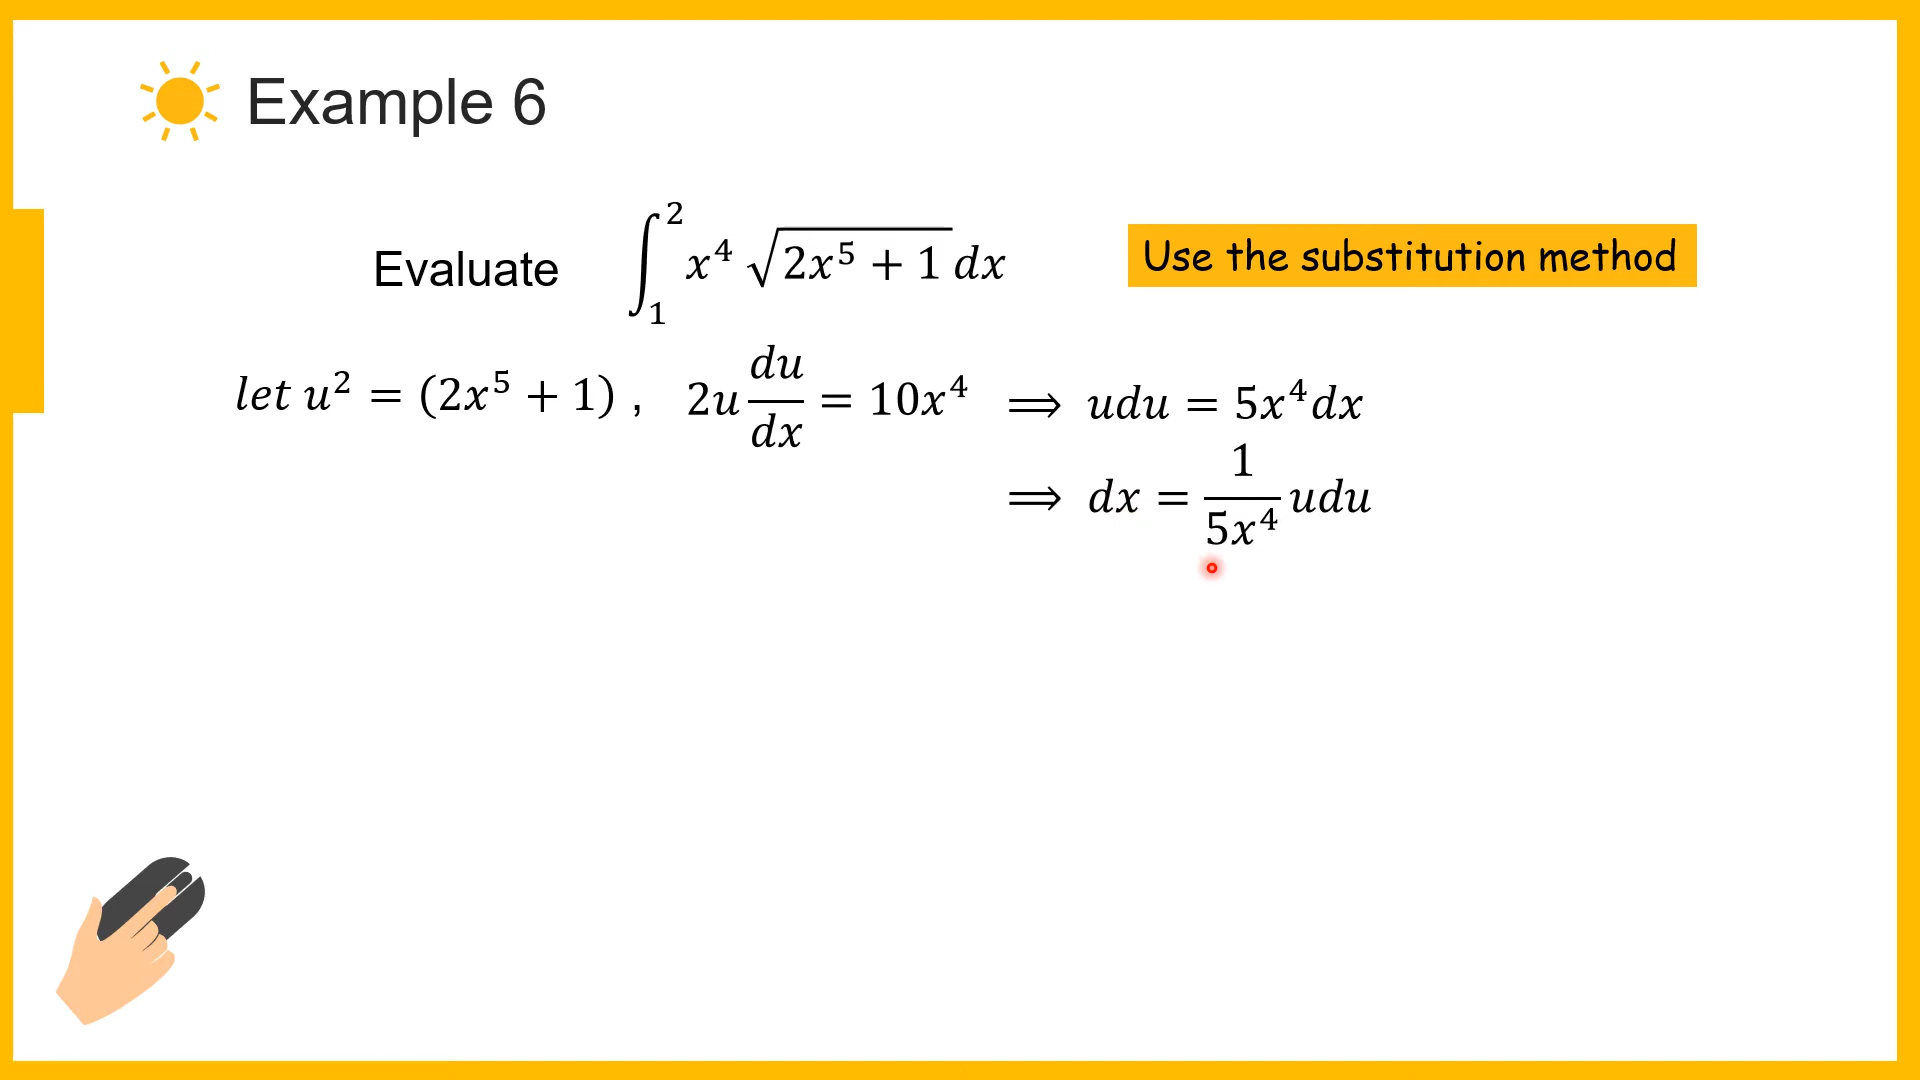 Example 6
Evaluate ∫₁² x⁴ √(2x⁵ + 1) dx
Use the substitution method
let u² = (2x⁵ + 1) , 2u du/dx = 10x⁴ ⟹ udu = 5x⁴dx
⟹ dx = 1/5x⁴ udu